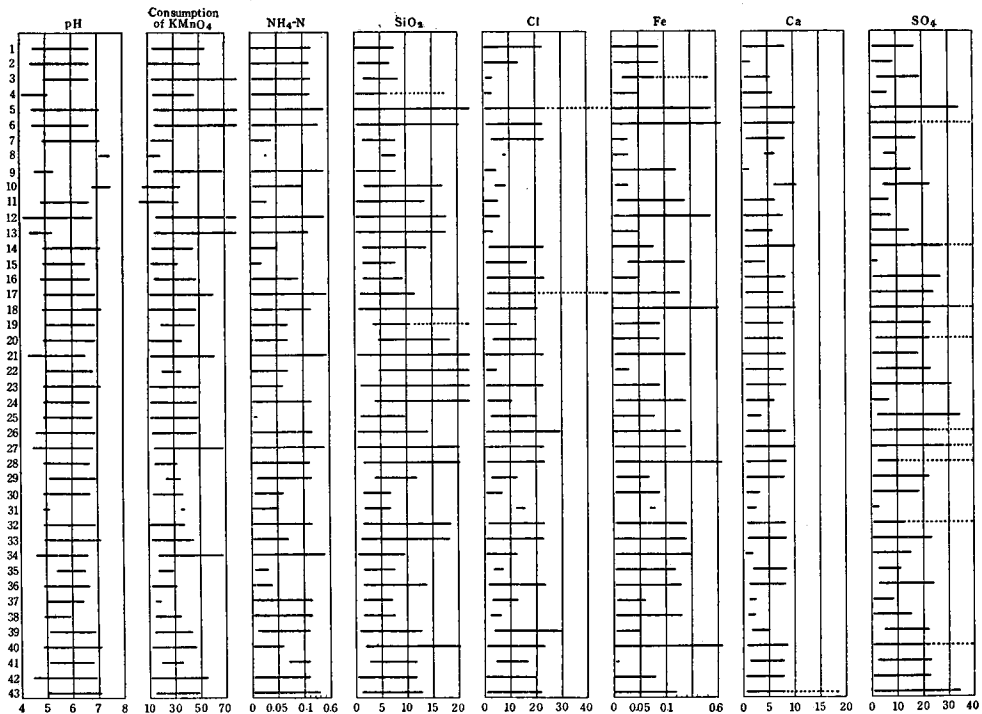 pH
Consumption
of KMnO4
NH4-N
SiO2
Cl
Fe
Ca
SO4
1
2
3
4
5
6
7
8
9
10
11
12
13
14
15
16
17
18
19
20
21
22
23
24
25
26
27
28
29
30
31
32
33
34
35
36
37
38
39
40
41
42
43
4 5 6 7 8
10 30 50 70
0 0.05 0.1 0.6
0 5 10 15 20
0 10 20 30 40
0 0.05 0.1 0.6
0 5 10 15 20
0 10 20 30 40